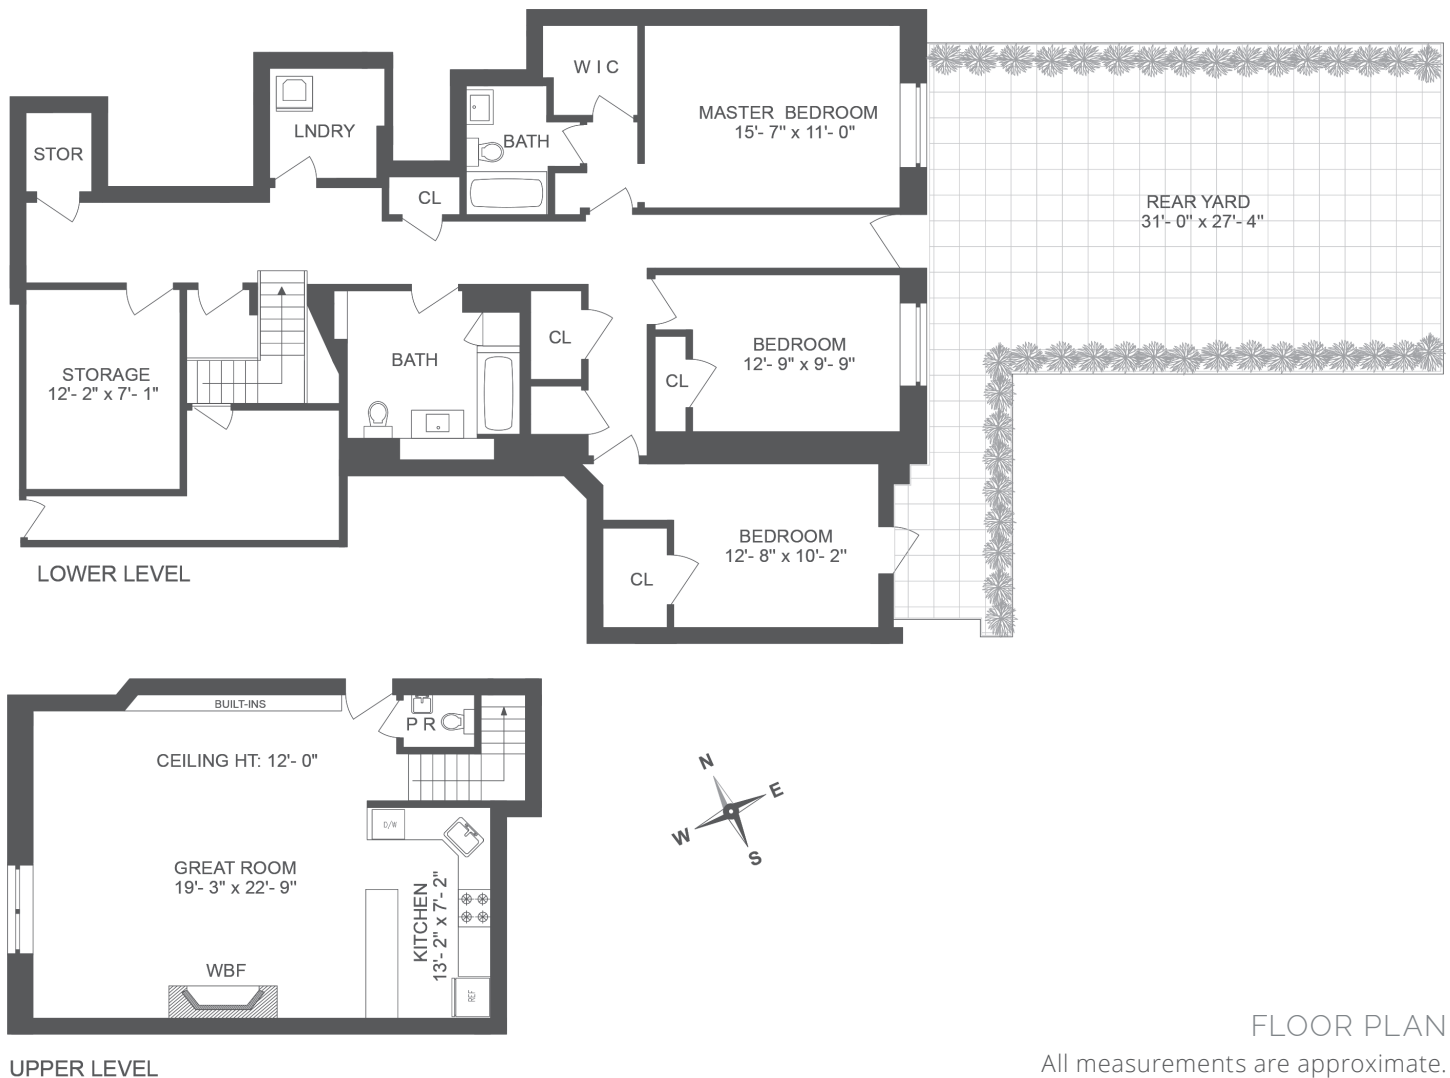 W I C
MASTER BEDROOM
15'- 7" x 11'- 0"
LNDRY
BATH
STOR
CL
REAR YARD
31'- 0" x 27'- 4"
CL
BEDROOM
12'- 9" x 9'- 9"
BATH
CL
STORAGE
12'- 2" x 7'- 1"
BEDROOM
12'- 8" x 10'- 2"
CL
LOWER LEVEL
BUILT-INS
P R
CEILING HT: 12'- 0"
N
E
W
S
D/W
GREAT ROOM
19'- 3" x 22'- 9"
KITCHEN
13'- 2" x 7'- 2"
WBF
REF
UPPER LEVEL
FLOOR PLAN
All measurements are approximate.